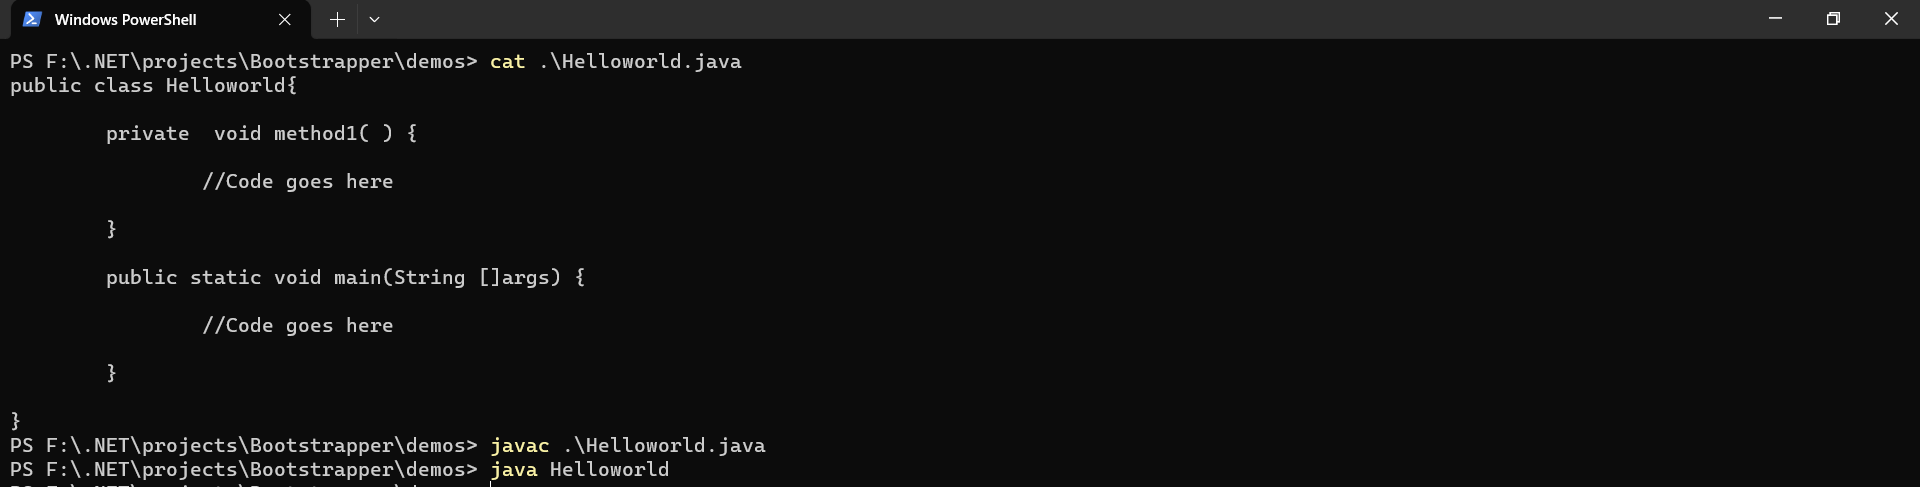 Windows PowerShell
PS F:\.NET\projects\Bootstrapper\demos> cat .\Helloworld.java
public class Helloworld{
private  void method1( ) {
//Code goes here
}
public static void main(String []args) {
//Code goes here
}
}
PS F:\.NET\projects\Bootstrapper\demos> javac .\Helloworld.java
PS F:\.NET\projects\Bootstrapper\demos> java Helloworld